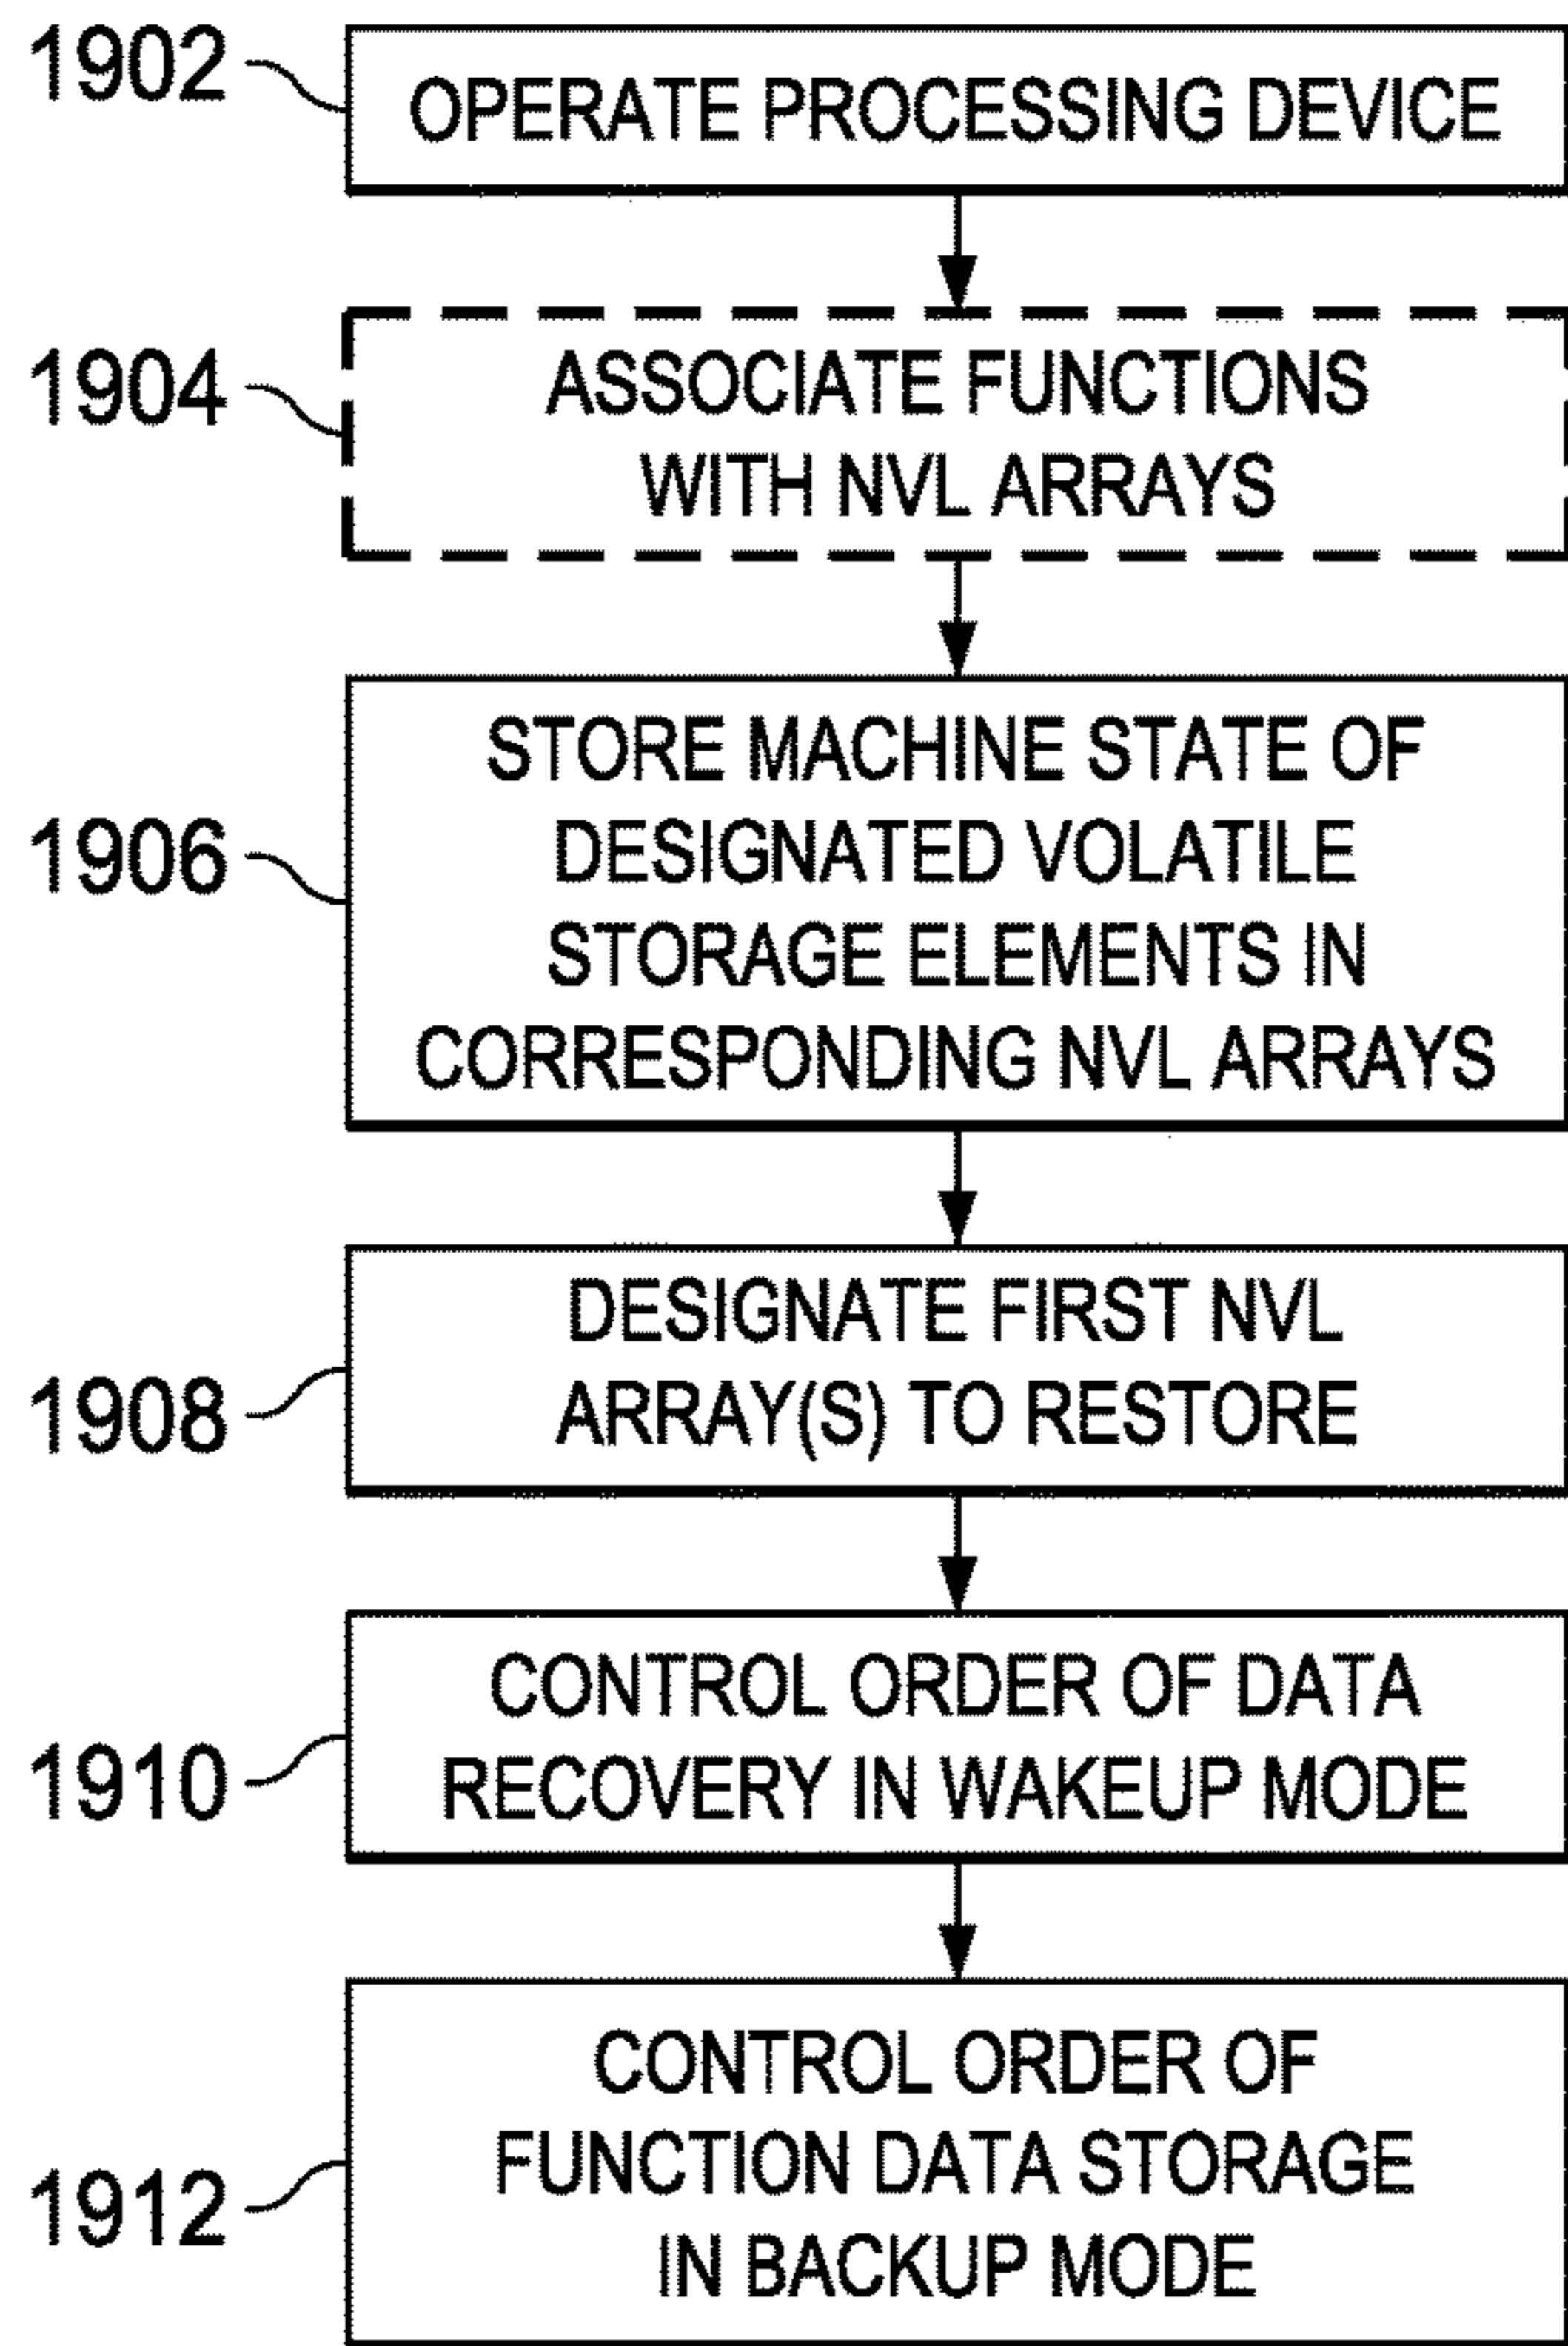 1902
OPERATE PROCESSING DEVICE
1904
ASSOCIATE FUNCTIONS
WITH NVL ARRAYS
1906
STORE MACHINE STATE OF
DESIGNATED VOLATILE
STORAGE ELEMENTS IN
CORRESPONDING NVL ARRAYS
1908
DESIGNATE FIRST NVL
ARRAY(S) TO RESTORE
1910
CONTROL ORDER OF DATA
RECOVERY IN WAKEUP MODE
1912
CONTROL ORDER OF
FUNCTION DATA STORAGE
IN BACKUP MODE